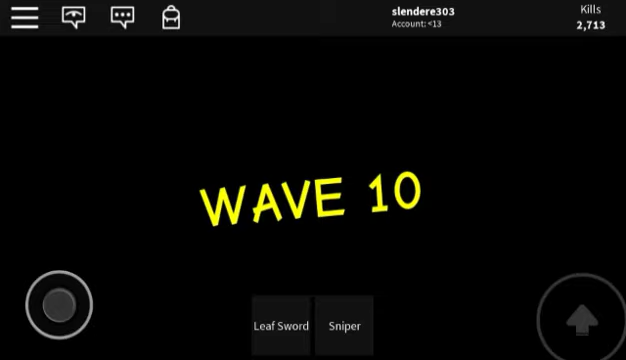 slendere303
Account: <13
Kills
2,713
WAVE 10
Leaf Sword
Sniper